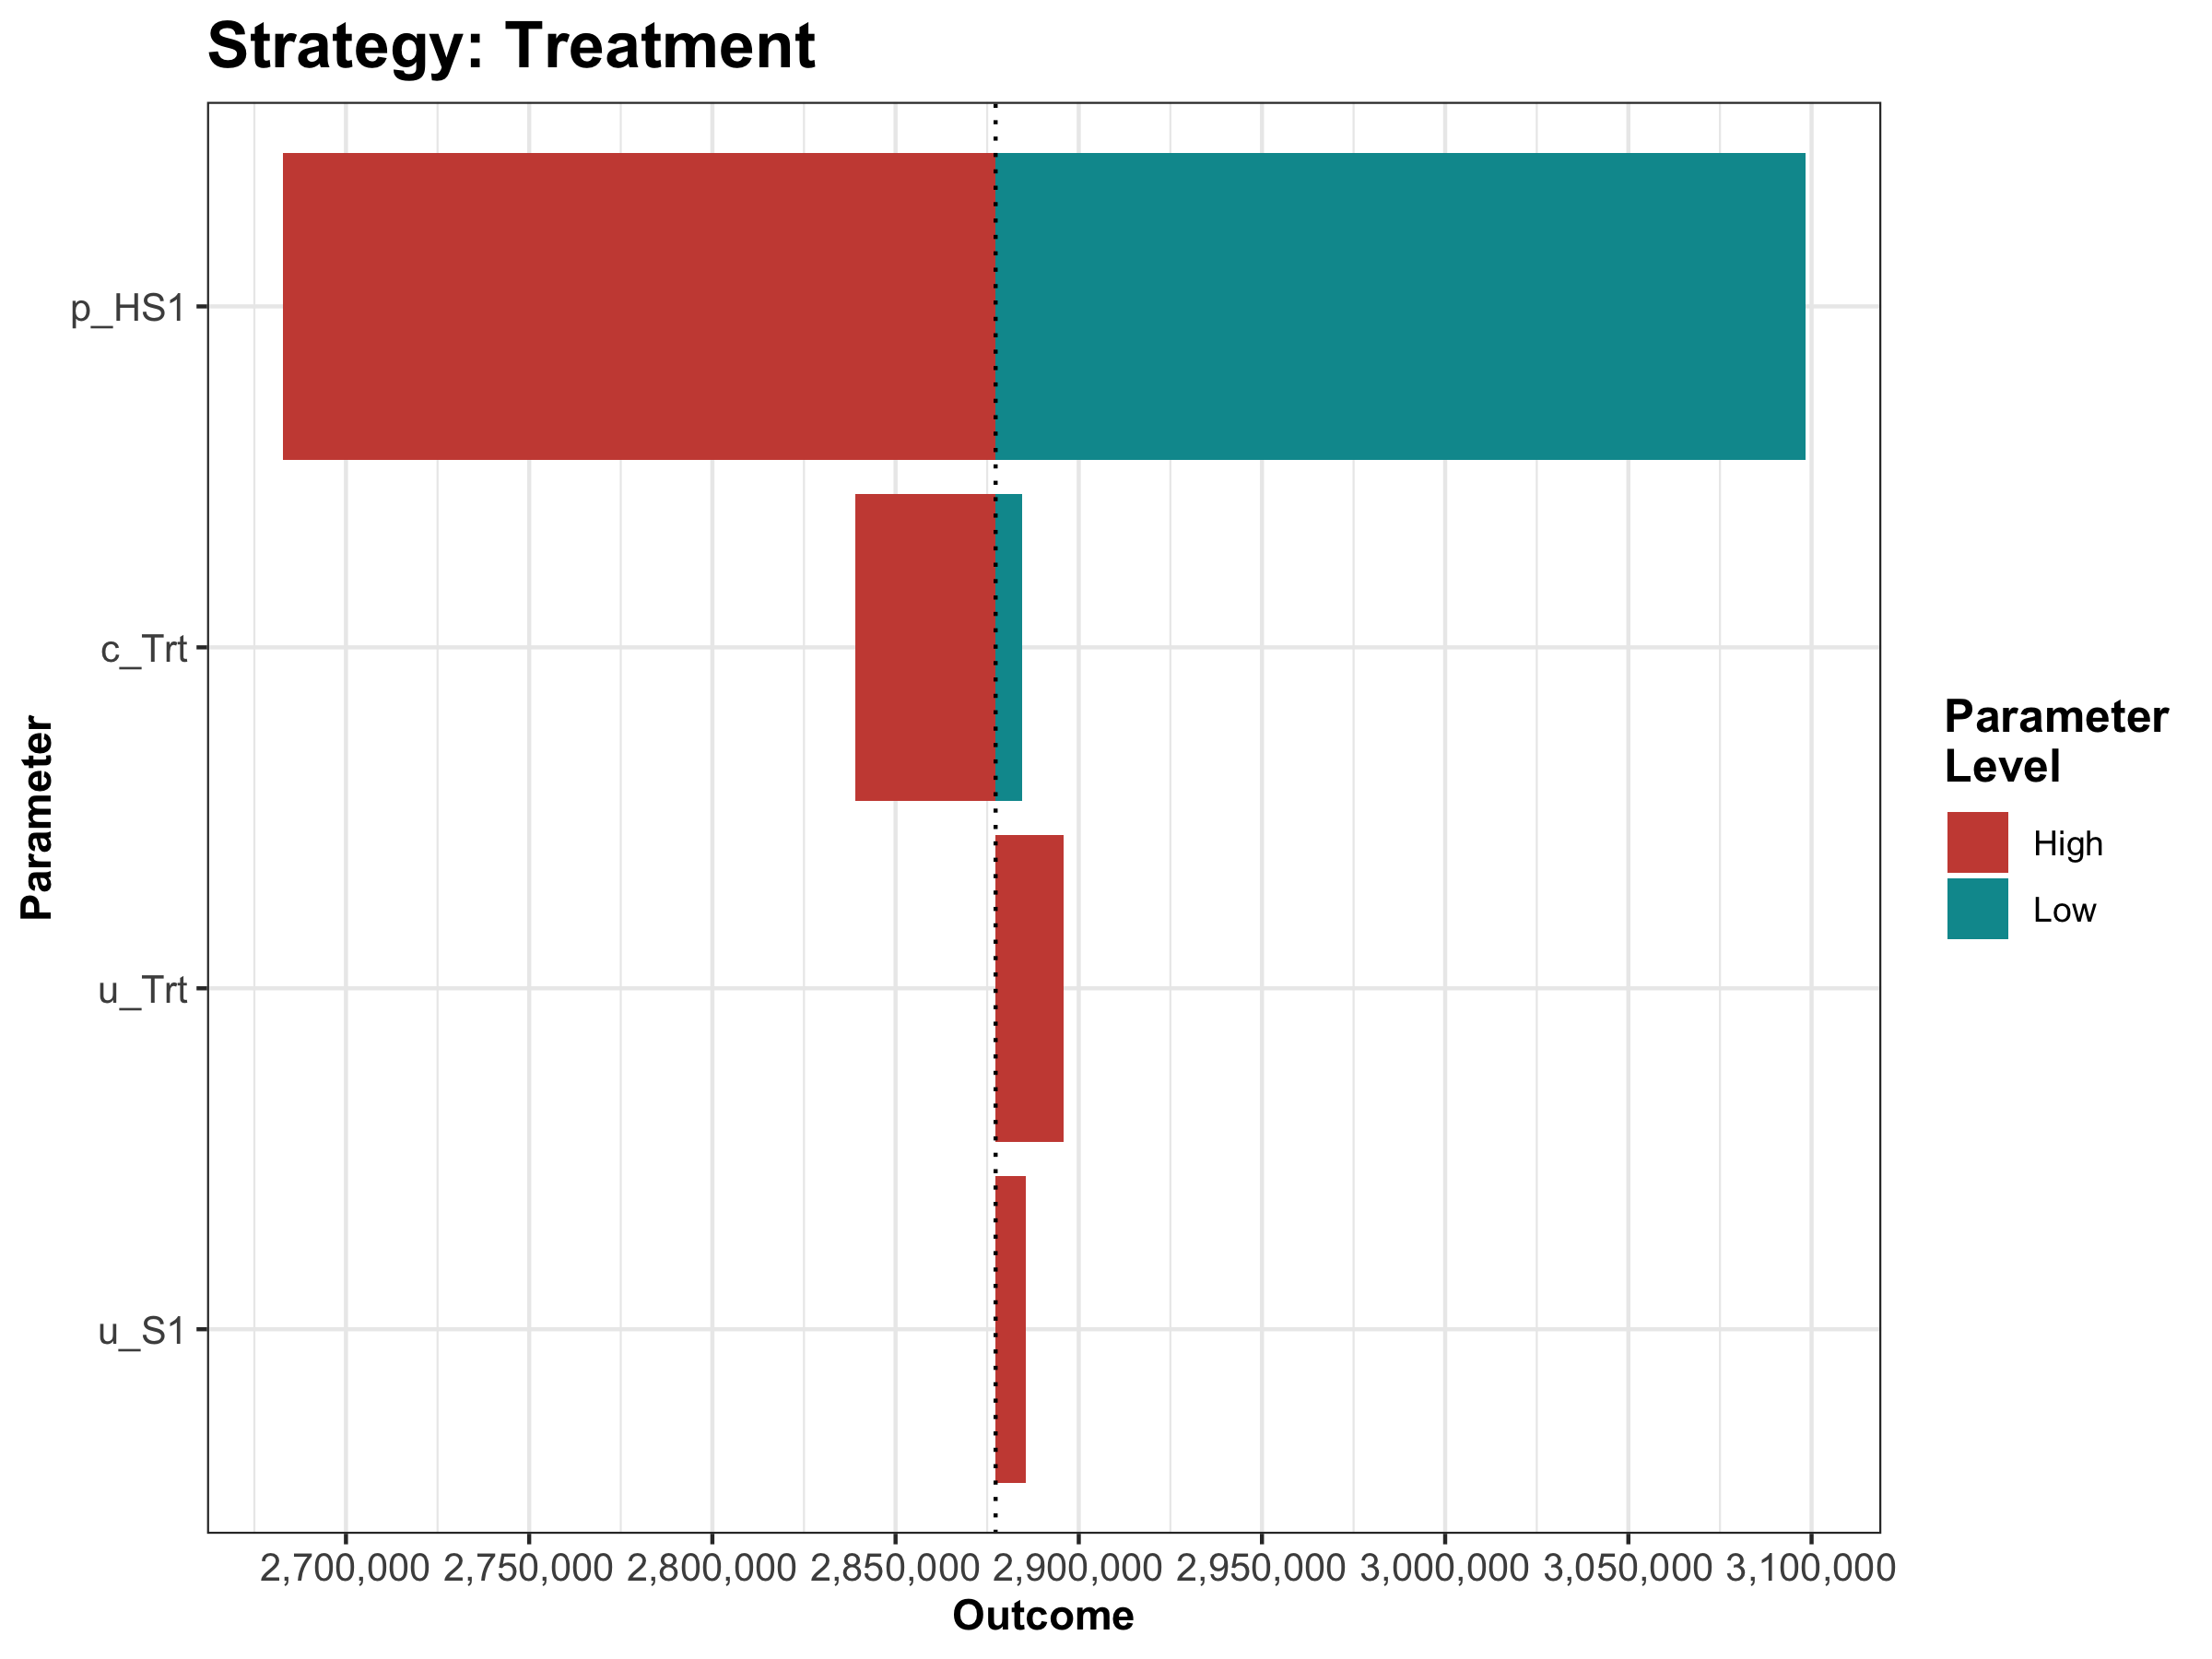 Strategy: Treatment
p_HS1
c_Trt
u_Trt
u_S1
Parameter
2,700,000 2,750,000 2,800,000 2,850,000 2,900,000 2,950,000 3,000,000 3,050,000 3,100,000
Outcome
Parameter
Level
High
Low